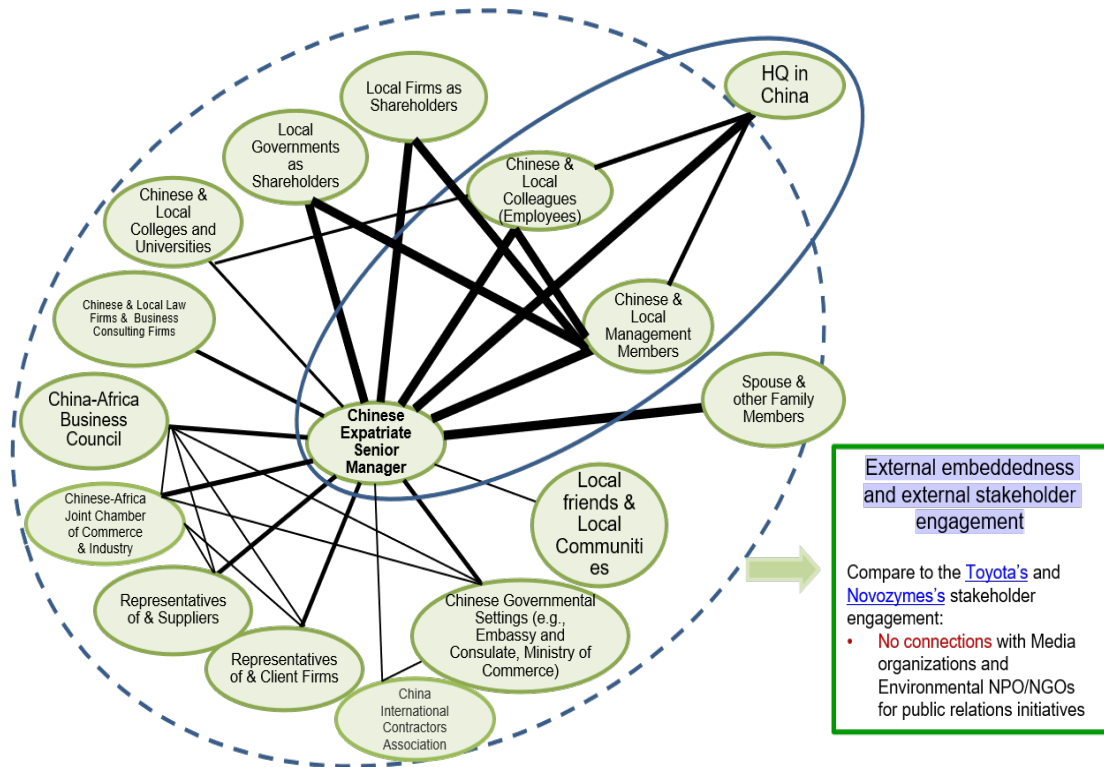 HQ in
China
Local Firms as
Shareholders
Local
Governments
as
Shareholders
Chinese &
Local
Colleagues
(Employees)
Chinese &
Local
Colleges and
Universities
Chinese & Local Law
Firms & Business
Consulting Firms
Chinese &
Local
Management
Members
Spouse &
other Family
Members
China-Africa
Business
Council
Chinese
Expatriate
Senior
Manager
Chinese-Africa
Joint Chamber
of Commerce
& Industry
Local
friends &
Local
Communiti
es
Representatives
of & Suppliers
Representatives
of & Client Firms
Chinese Governmental
Settings (e.g.,
Embassy and
Consulate, Ministry of
Commerce)
China
International
Contractors
Association
External embeddedness
and external stakeholder
engagement
Compare to the Toyota's and
Novozymes's stakeholder
engagement:
• No connections with Media
organizations and
Environmental NPO/NGOs
for public relations initiatives